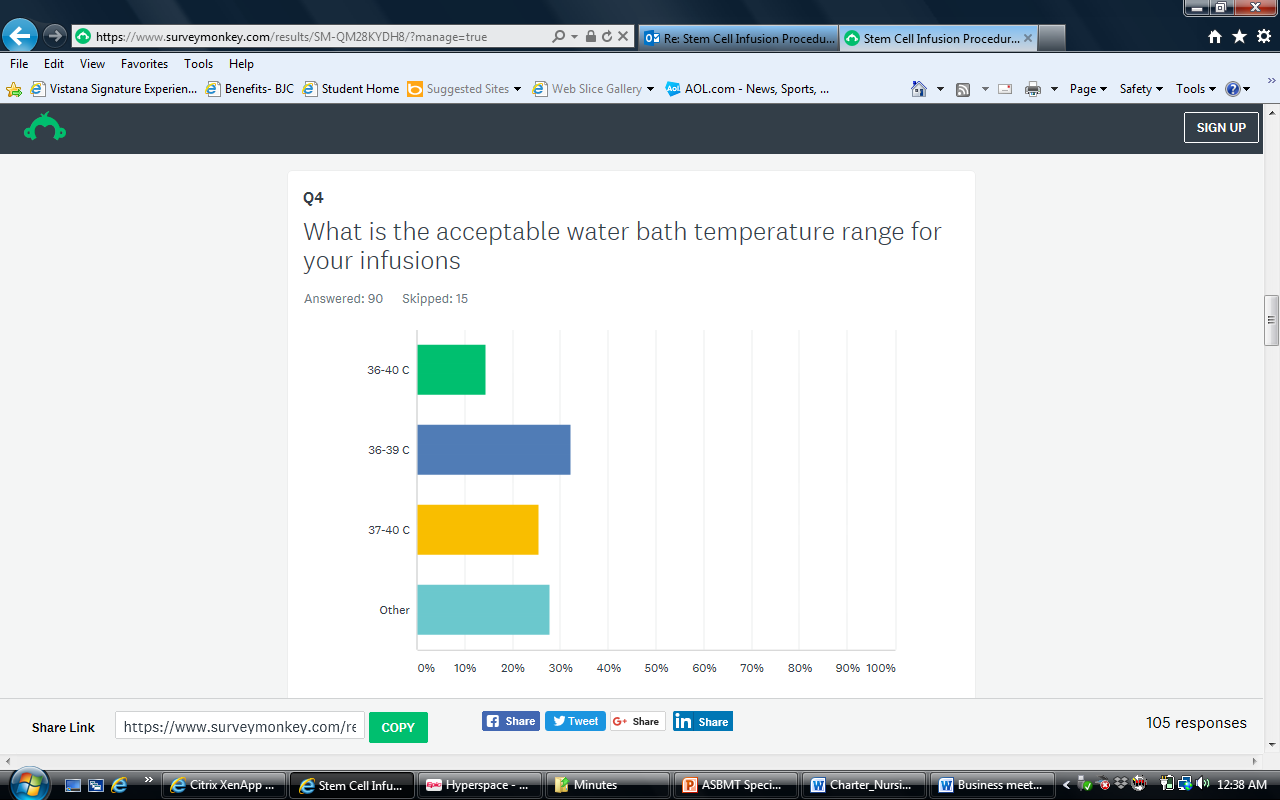 https://www.surveymonkey.com/results/SM-QM28KYDH8/?manage=true
Re: Stem Cell Infusion Procedu...
Stem Cell Infusion Procedur...
File Edit View Favorites Tools Help
Vistana Signature Experien... Benefits- BJC Student Home Suggested Sites Web Slice Gallery AOL.com - News, Sports, ... Page Safety Tools
SIGN UP
Q4
What is the acceptable water bath temperature range for
your infusions
Answered: 90 Skipped: 15
36-40 C
36-39 C
37-40 C
Other
0% 10% 20% 30% 40% 50% 60% 70% 80% 90% 100%
Share Link https://www.surveymonkey.com/re COPY Share Tweet G+ Share in Share 105 responses
Citrix XenApp ... Stem Cell Infu... Epic Hyperspace - ... Minutes ASBMT Speci... Charter_Nursi... Business meet... 12:38 AM